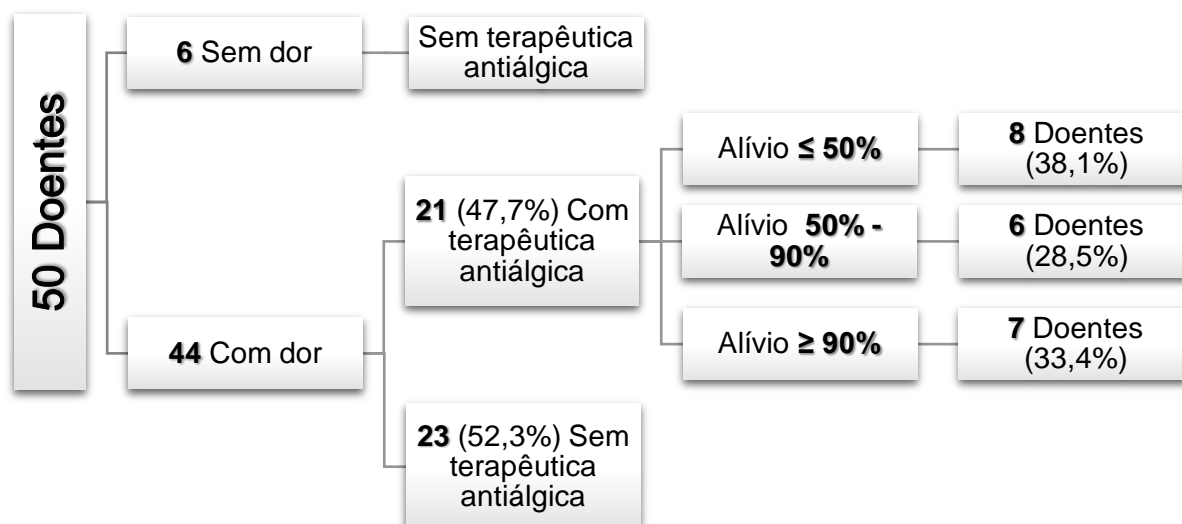 50 Doentes
6 Sem dor
Sem terapêutica
antiálgica
44 Com dor
21 (47,7%) Com
terapêutica
antiálgica
Alívio ≤ 50%
8 Doentes
(38,1%)
Alívio 50% -
90%
6 Doentes
(28,5%)
Alívio ≥ 90%
7 Doentes
(33,4%)
23 (52,3%) Sem
terapêutica
antiálgica